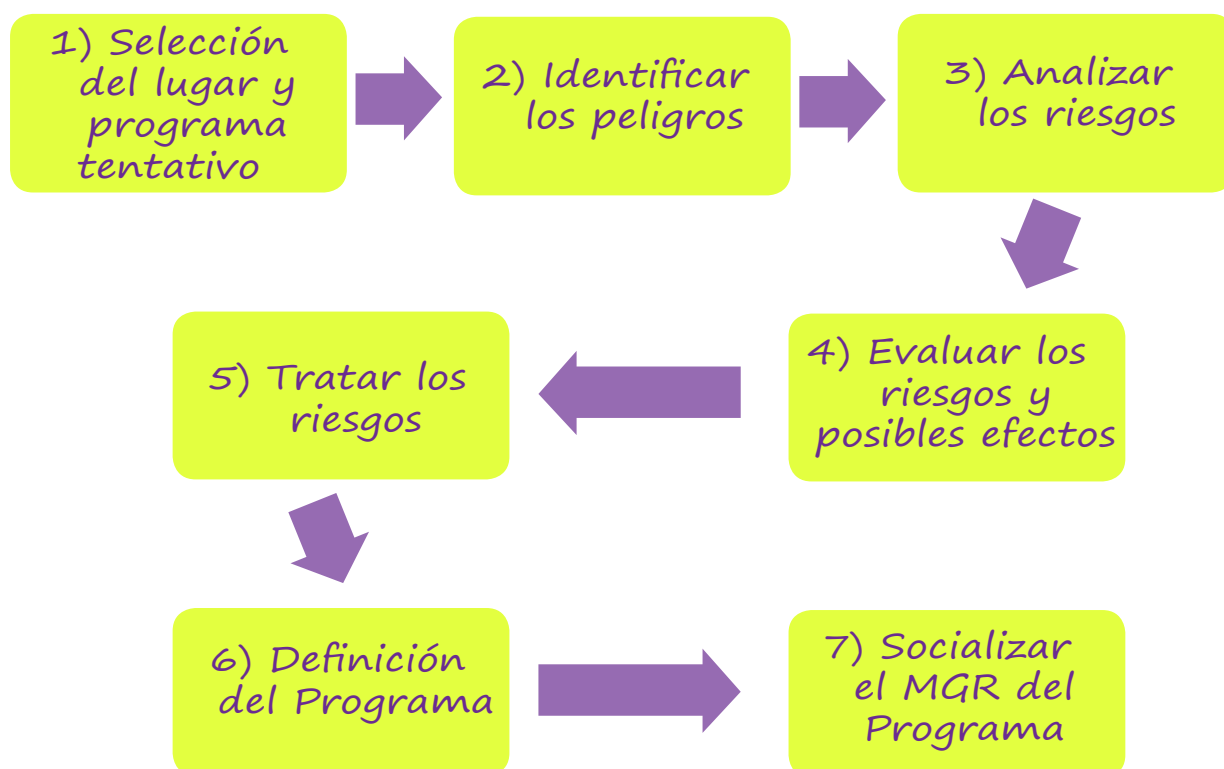 1) Selección
del lugar y
programa
tentativo
2) Identificar
los peligros
3) Analizar
los riesgos
4) Evaluar los
riesgos y
posibles efectos
5) Tratar los
riesgos
6) Definición
del Programa
7) Socializar
el MGR del
Programa